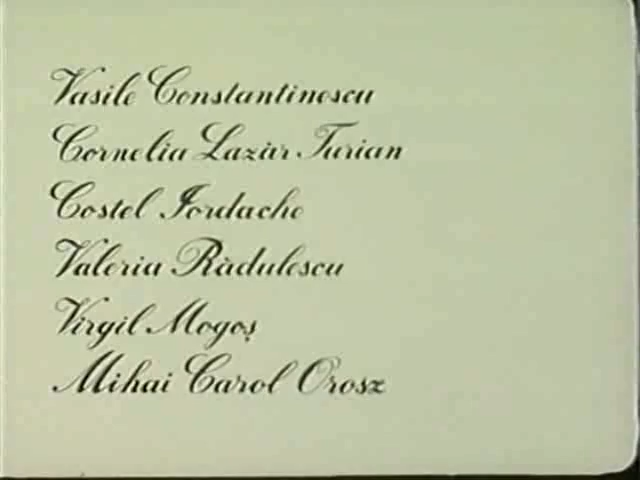 Vasile Constantinescu
Cornelia Lazăr Turian
Costel Iordache
Valeria Rădulescu
Virgil Mogoș
Mihai Carol Orosz